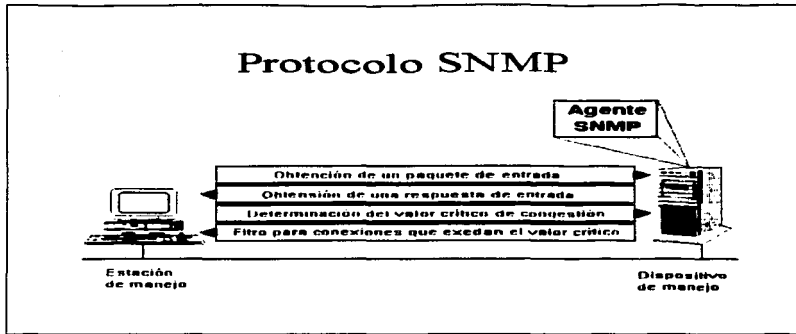 Protocolo SNMP
Agente
SNMP
Obtención de un paquete de entrada
Obtensión de una respuesta de entrada
Determinación del valor crítico de congestión
Filtro para conexiones que exedan el valor crítico
Estación
de manejo
Dispositivo
de manejo